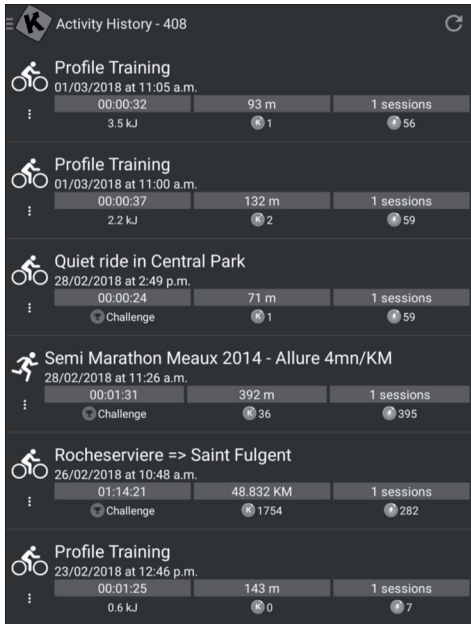 K Activity History - 408
Profile Training
01/03/2018 at 11:05 a.m.
00:00:32 93 m 1 sessions
3.5 kJ K 1 56
Profile Training
01/03/2018 at 11:00 a.m.
00:00:37 132 m 1 sessions
2.2 kJ K 2 59
Quiet ride in Central Park
28/02/2018 at 2:49 p.m.
00:00:24 71 m 1 sessions
Challenge K 1 59
Semi Marathon Meaux 2014 - Allure 4mn/KM
28/02/2018 at 11:26 a.m.
00:01:31 392 m 1 sessions
Challenge K 36 395
Rocheserviere => Saint Fulgent
26/02/2018 at 10:48 a.m.
01:14:21 48.832 KM 1 sessions
Challenge K 1754 282
Profile Training
23/02/2018 at 12:46 p.m.
00:01:25 143 m 1 sessions
0.6 kJ K 0 7